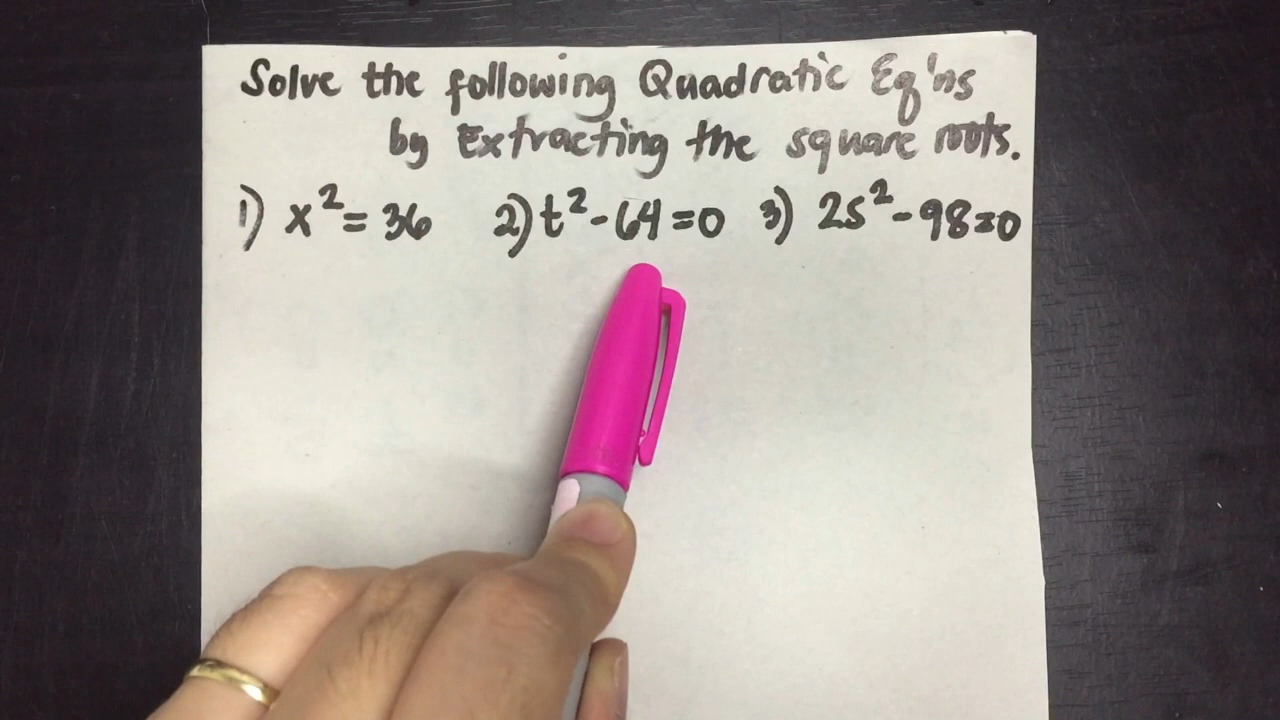 Solve the following Quadratic Eq'ns
by Extracting the square roots.
1) x² = 36 2) t² - 64 = 0 3) 2s² - 98 = 0